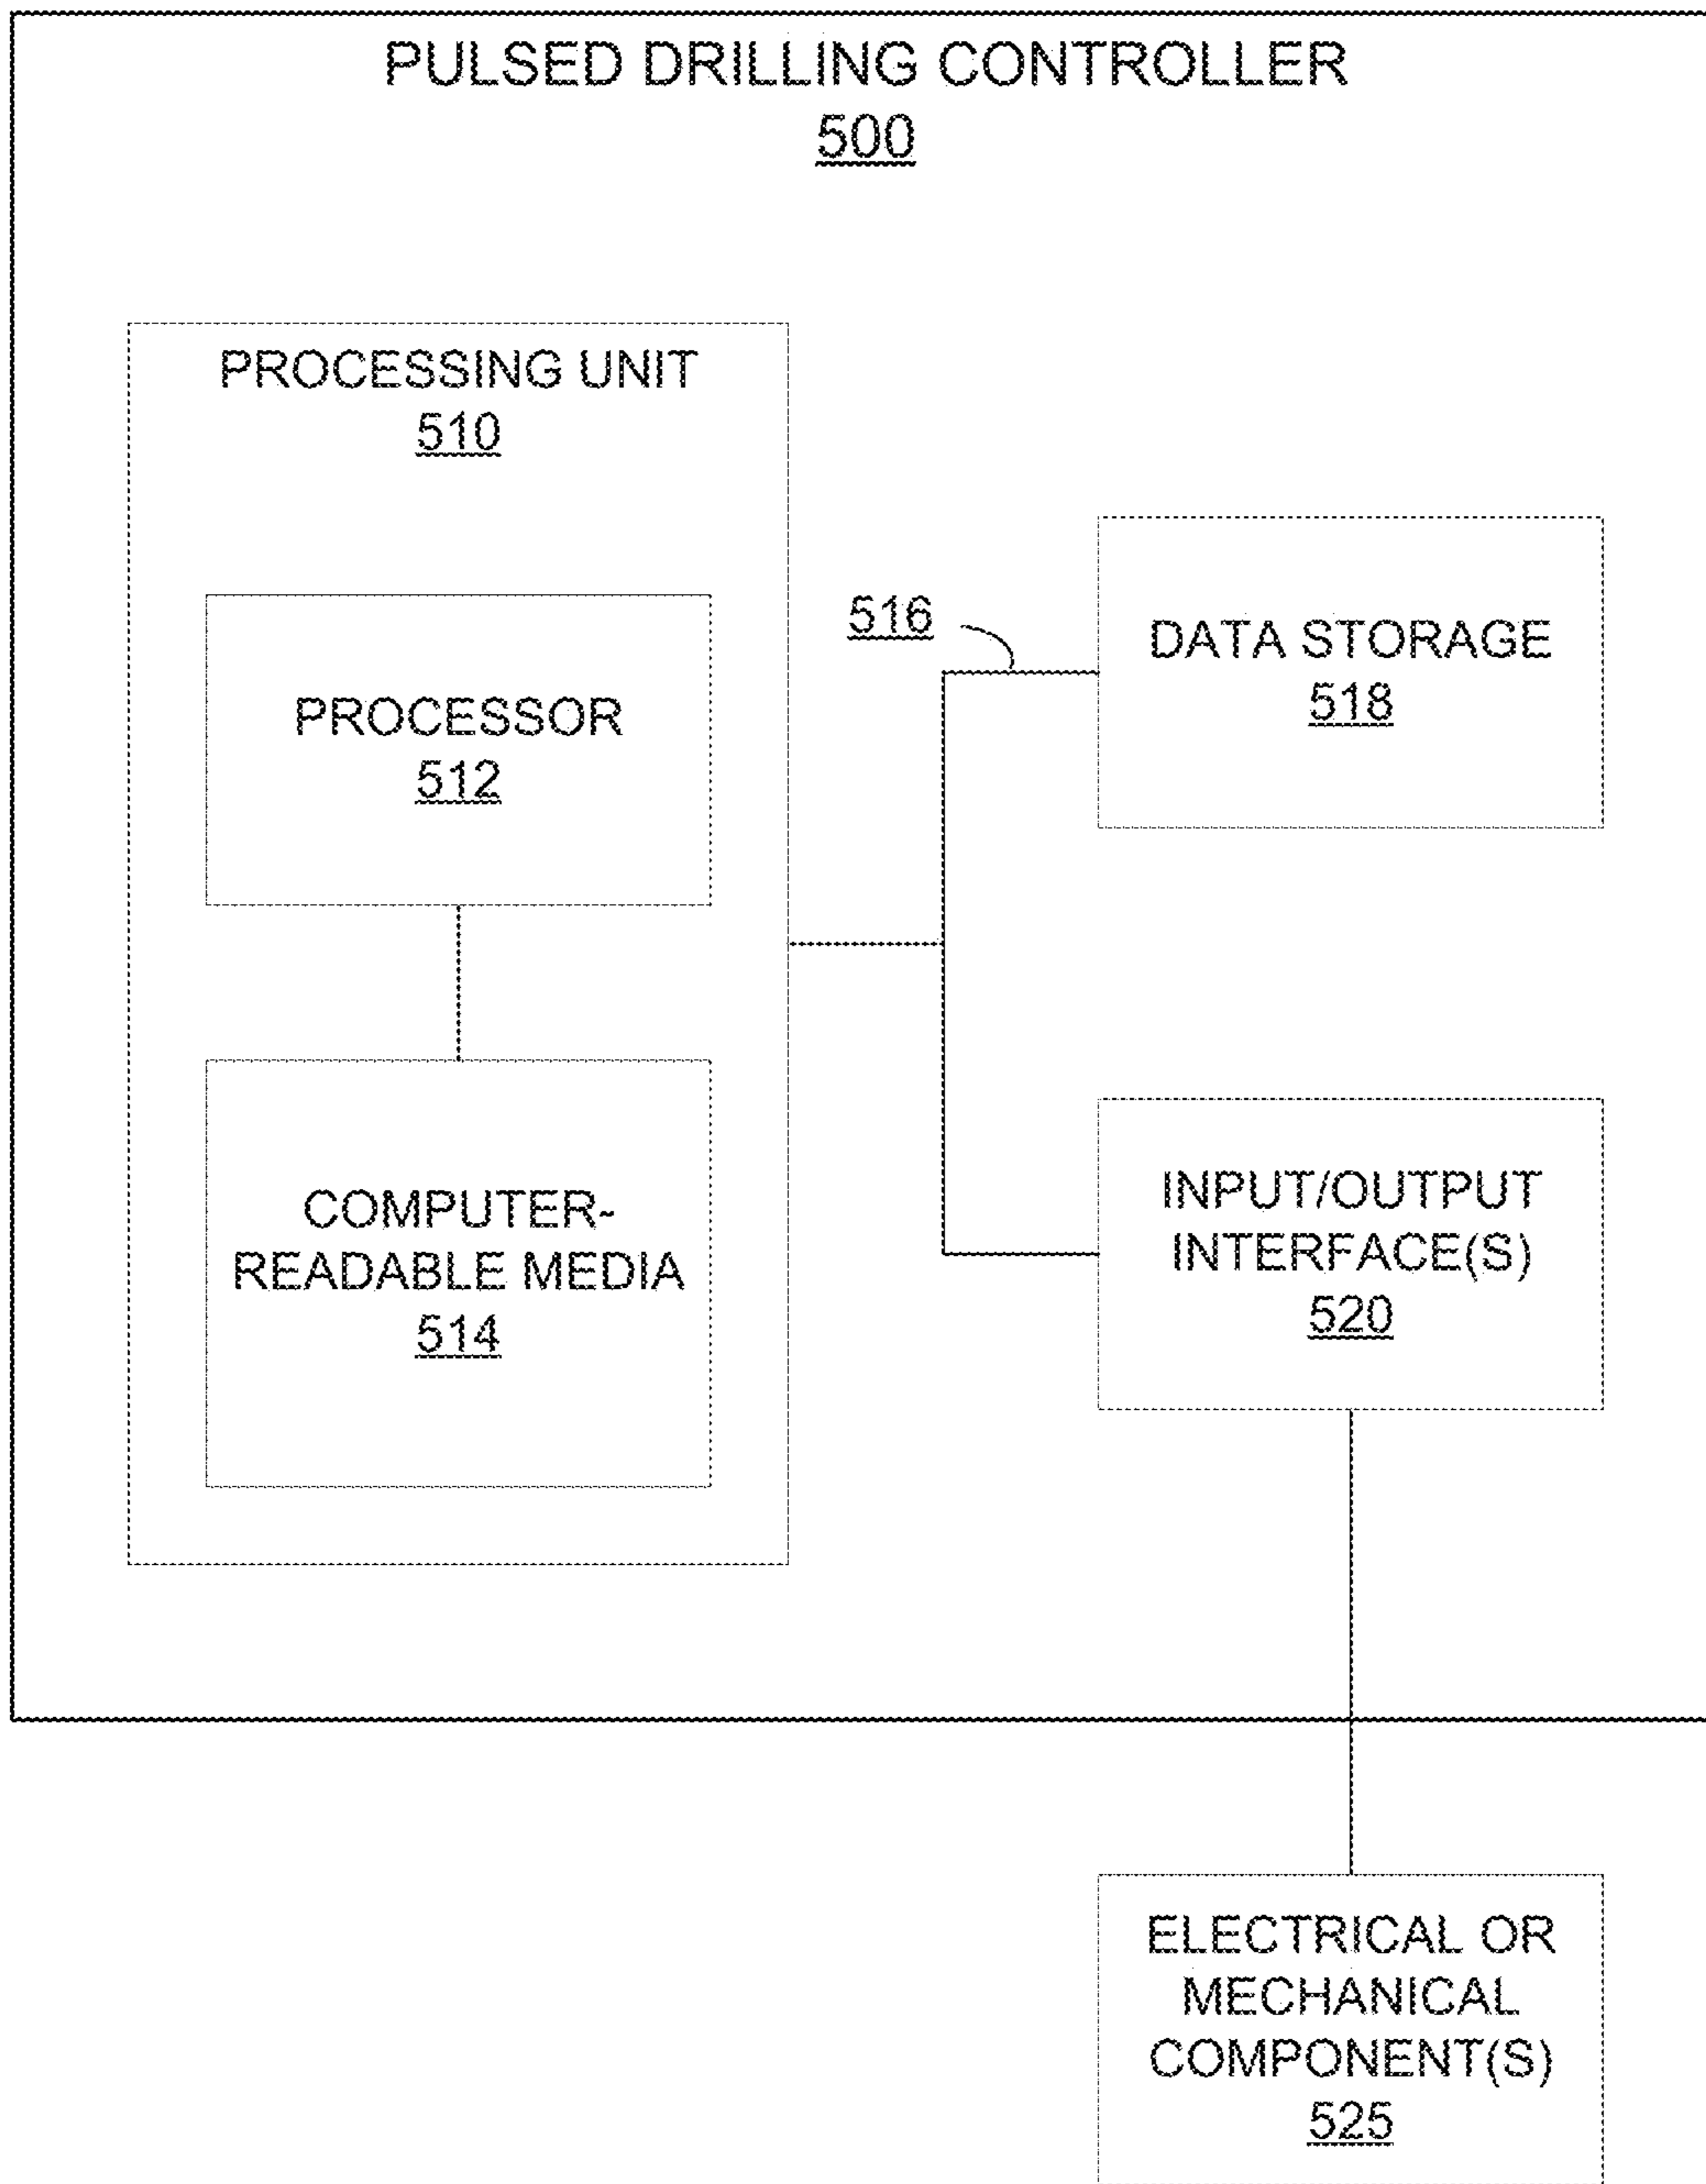 PULSED DRILLING CONTROLLER
500
PROCESSING UNIT
510
PROCESSOR
512
COMPUTER-
READABLE MEDIA
514
516
DATA STORAGE
518
INPUT/OUTPUT
INTERFACE(S)
520
ELECTRICAL OR
MECHANICAL
COMPONENT(S)
525